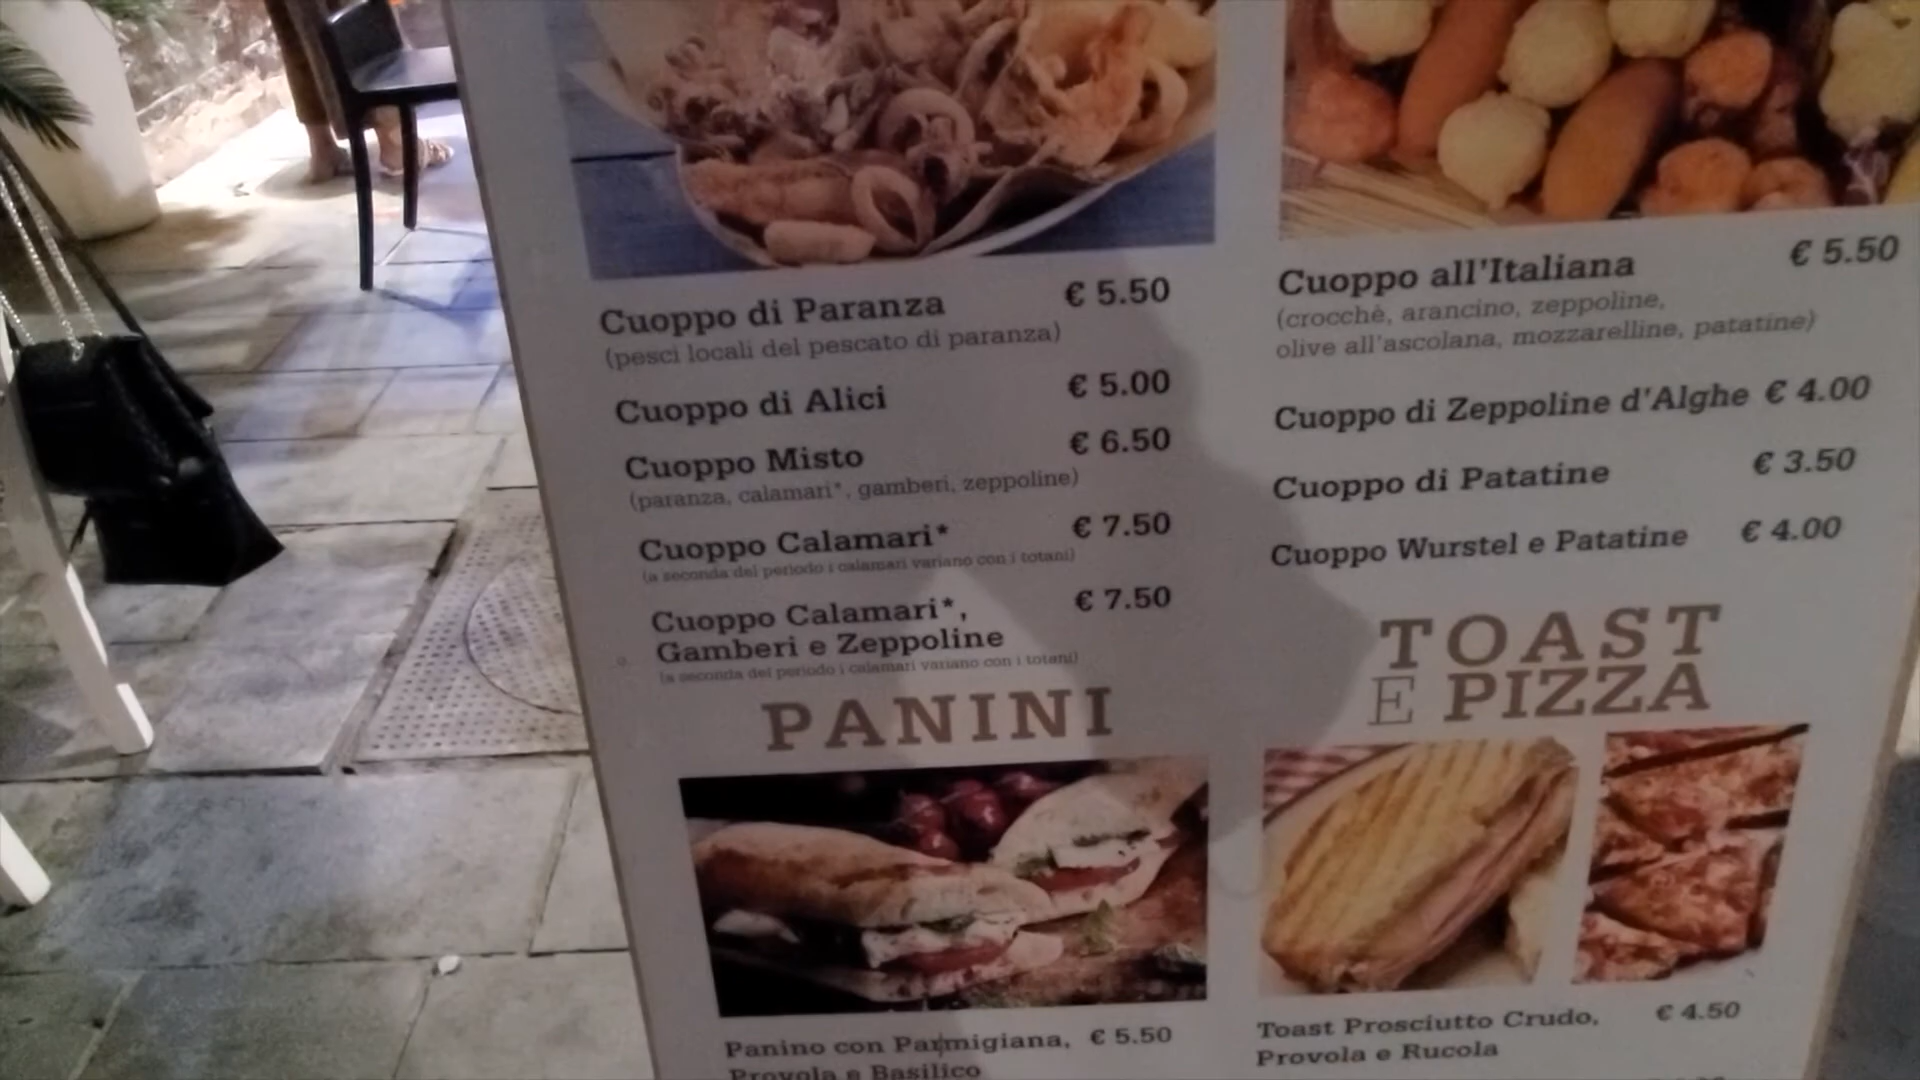 Cuoppo di Paranza € 5.50
(pesci locali del pescato di paranza)
Cuoppo di Alici € 5.00
Cuoppo Misto € 6.50
(paranza, calamari*, gamberi, zeppoline)
Cuoppo Calamari* € 7.50
(a seconda del periodo i calamari variano con i totani)
Cuoppo Calamari*, € 7.50
Gamberi e Zeppoline
(a seconda del periodo i calamari variano con i totani)
PANINI
Panino con Parmigiana, € 5.50
Provola e Basilico
Cuoppo all'Italiana € 5.50
(crocchè, arancino, zeppoline,
olive all'ascolana, mozzarelline, patatine)
Cuoppo di Zeppoline d'Alghe € 4.00
Cuoppo di Patatine € 3.50
Cuoppo Wurstel e Patatine € 4.00
TOAST
E PIZZA
Toast Prosciutto Crudo, € 4.50
Provola e Rucola